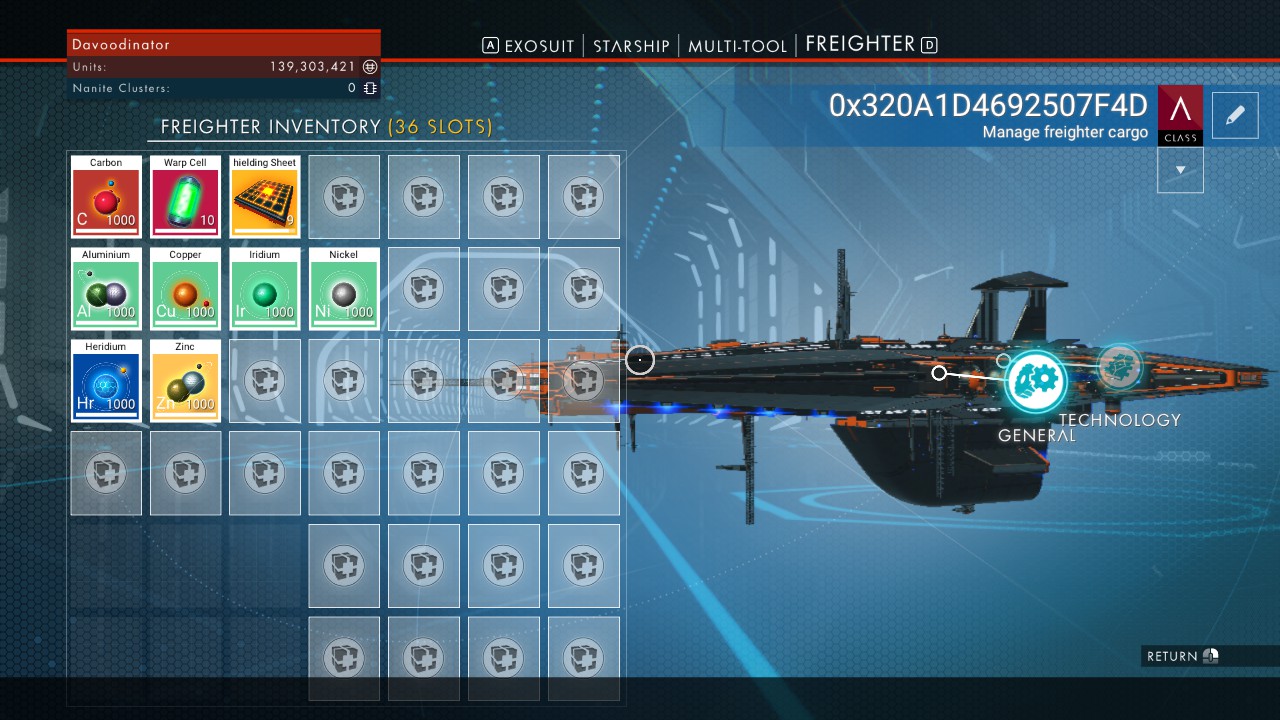 Davoodinator
Units: 139,303,421
Nanite Clusters: 0
A EXOSUIT STARSHIP MULTI-TOOL FREIGHTER D
0x320A1D4692507F4D
Manage freighter cargo
CLASS
FREIGHTER INVENTORY (36 SLOTS)
Carbon Warp Cell hielding Sheet
C 1000 10 9
Aluminium Copper Iridium Nickel
Al 1000 Cu 1000 Ir 1000 Ni 1000
Heridium Zinc
Hr 1000 Zn 1000
TECHNOLOGY
GENERAL
RETURN